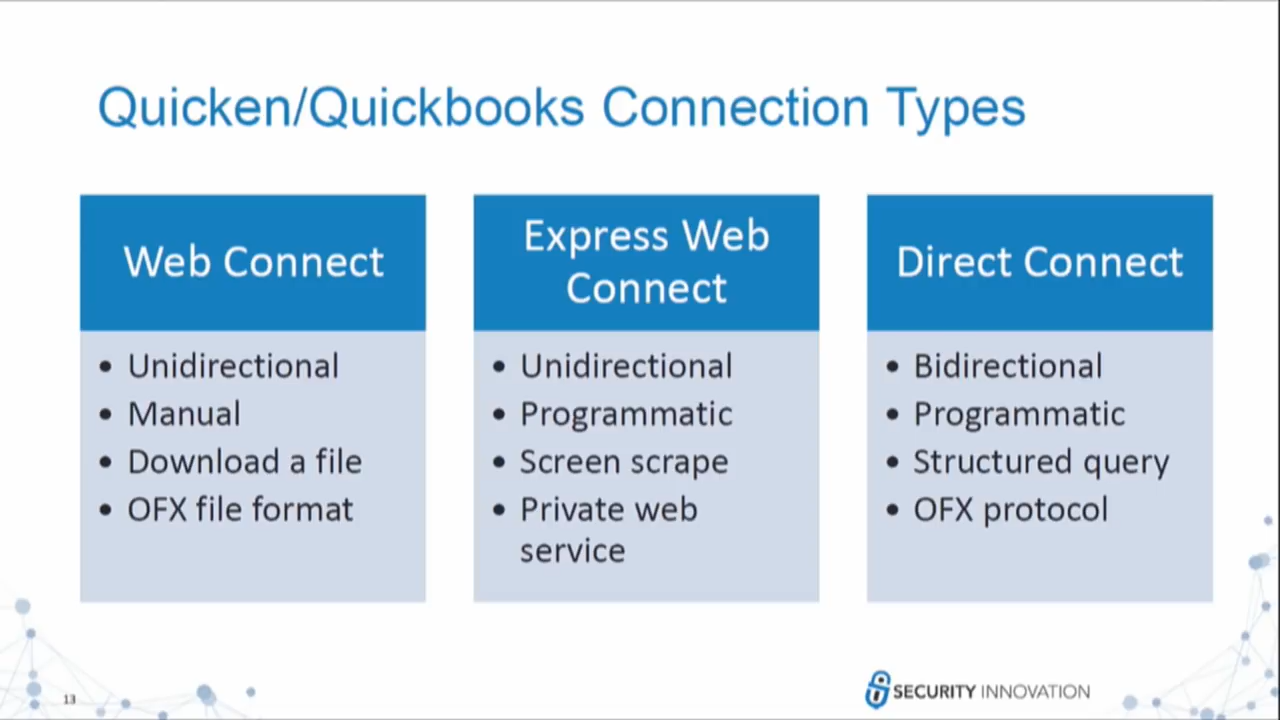 Quicken/Quickbooks Connection Types
Web Connect
• Unidirectional
• Manual
• Download a file
• OFX file format
Express Web
Connect
• Unidirectional
• Programmatic
• Screen scrape
• Private web
service
Direct Connect
• Bidirectional
• Programmatic
• Structured query
• OFX protocol
13
SECURITY INNOVATION